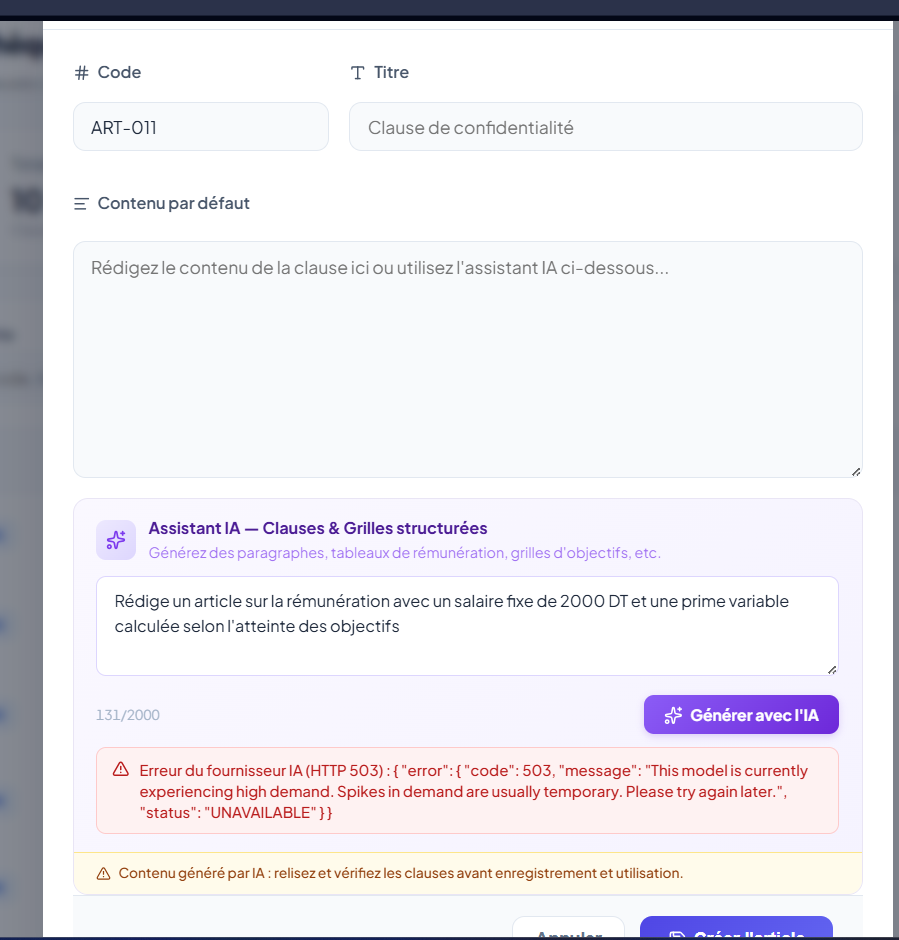 Code
Titre
ART-011
Clause de confidentialité
Contenu par défaut
Rédigez le contenu de la clause ici ou utilisez l'assistant IA ci-dessous...
Assistant IA — Clauses & Grilles structurées
Générez des paragraphes, tableaux de rémunération, grilles d'objectifs, etc.
Rédige un article sur la rémunération avec un salaire fixe de 2000 DT et une prime variable
calculée selon l'atteinte des objectifs
131/2000
Générer avec l'IA
Erreur du fournisseur IA (HTTP 503) : { "error": { "code": 503, "message": "This model is currently
experiencing high demand. Spikes in demand are usually temporary. Please try again later.",
"status": "UNAVAILABLE" } }
Contenu généré par IA : relisez et vérifiez les clauses avant enregistrement et utilisation.
Annuler
Créer l'article